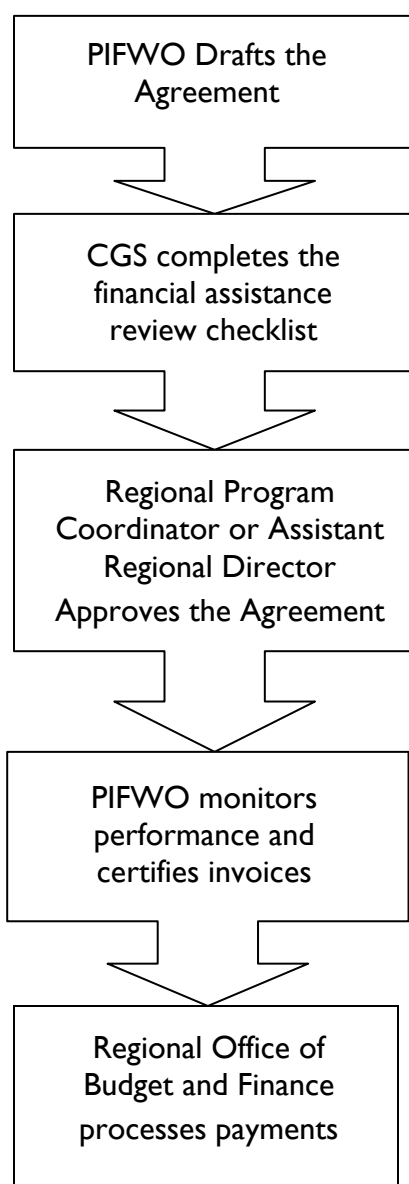 PIFWO Drafts the
Agreement
CGS completes the
financial assistance
review checklist
Regional Program
Coordinator or Assistant
Regional Director
Approves the Agreement
PIFWO monitors
performance and
certifies invoices
Regional Office of
Budget and Finance
processes payments